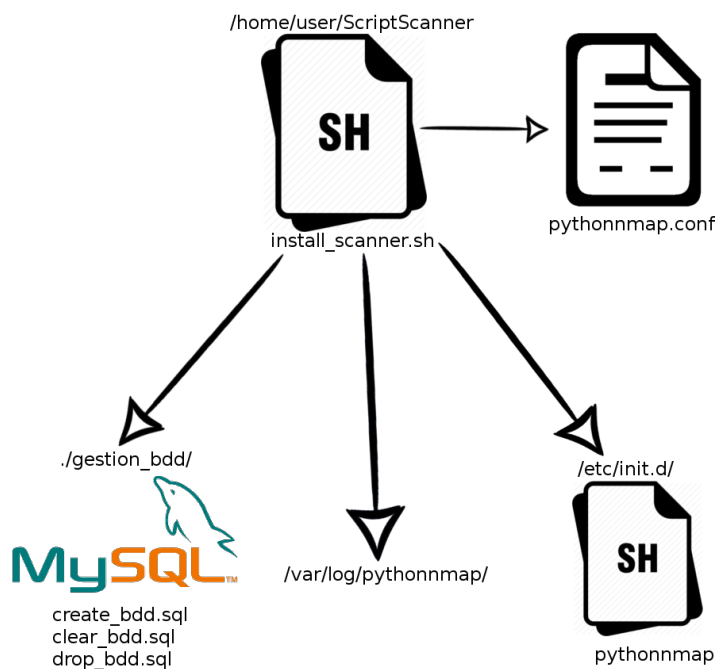 /home/user/ScriptScanner
SH
install_scanner.sh
pythonnmap.conf
./gestion_bdd/
MySQL™
create_bdd.sql
clear_bdd.sql
drop_bdd.sql
/var/log/pythonnmap/
/etc/init.d/
SH
pythonnmap